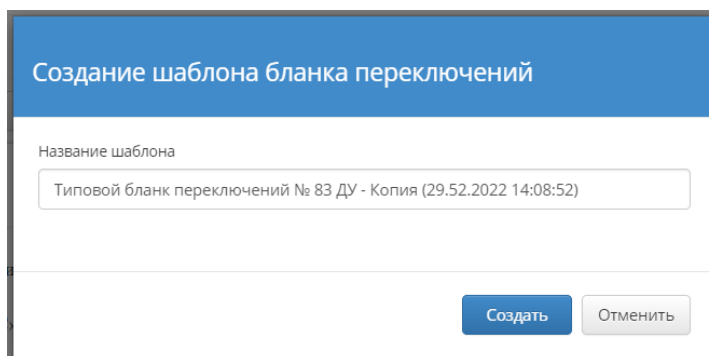 Создание шаблона бланка переключений
Название шаблона
Типовой бланк переключений № 83 ДУ - Копия (29.52.2022 14:08:52)
Создать
Отменить